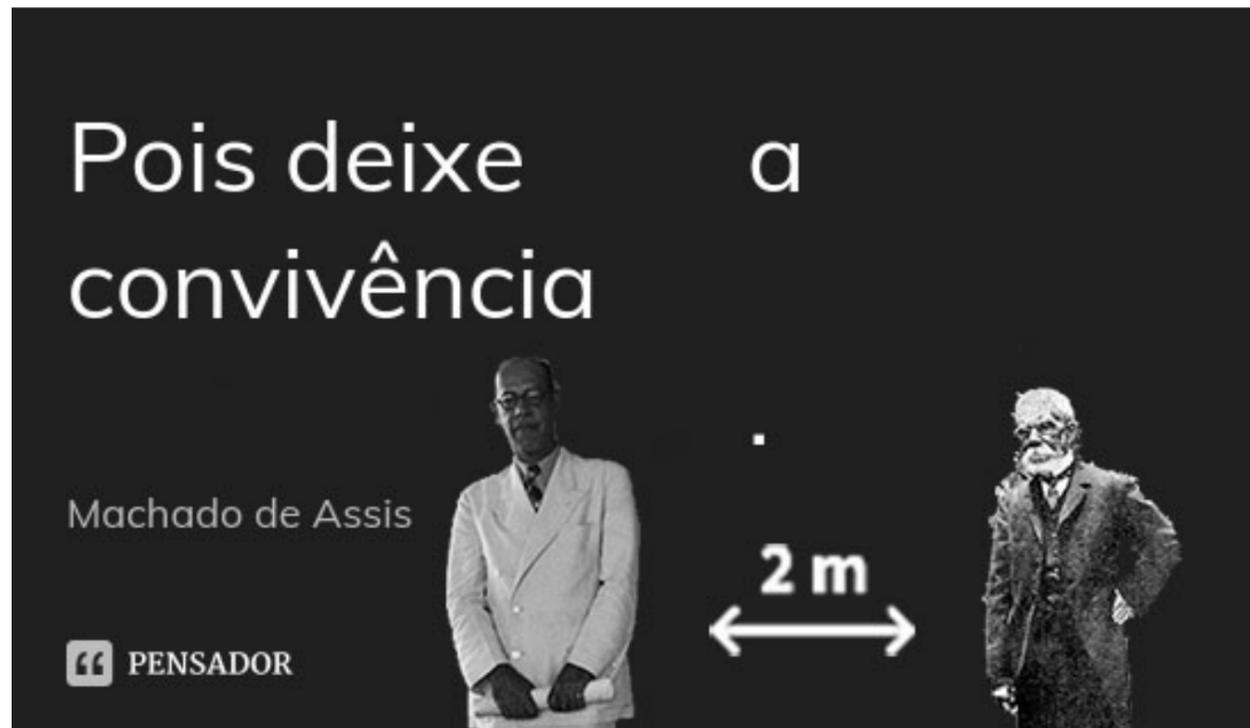 Pois deixe a
convivência
.
Machado de Assis
2 m
PENSADOR